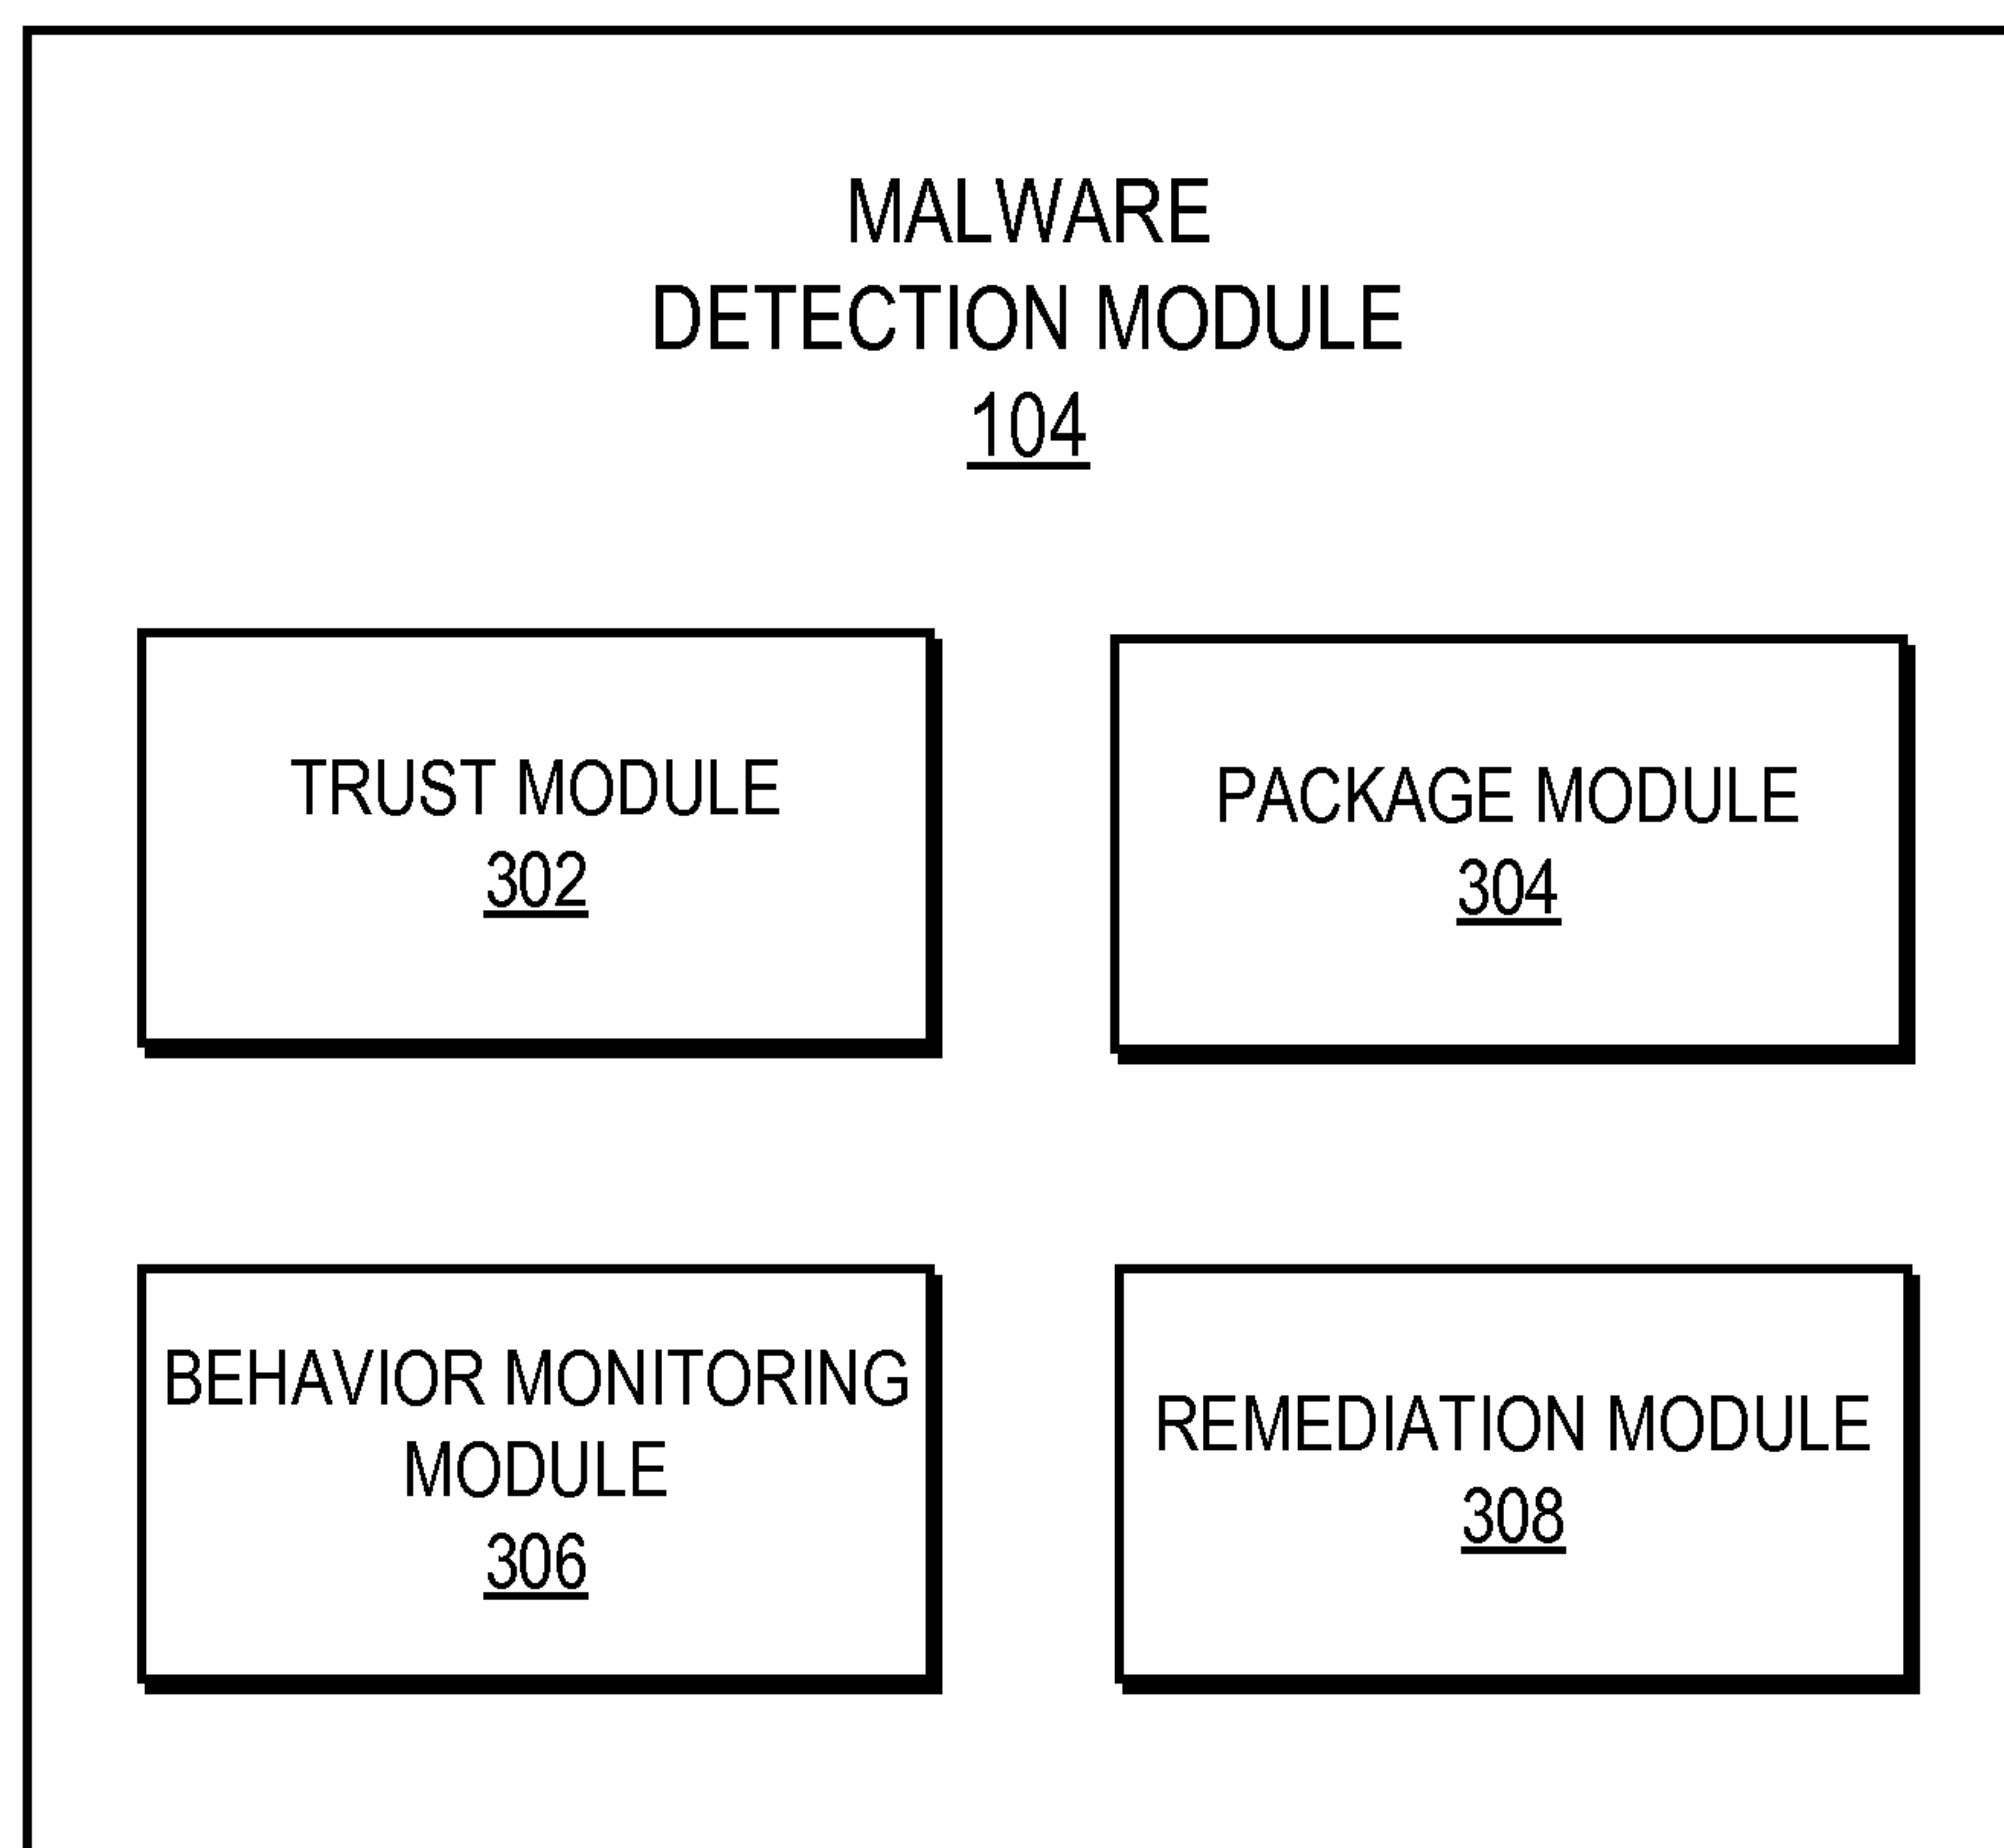 MALWARE
DETECTION MODULE
104
TRUST MODULE
302
PACKAGE MODULE
304
BEHAVIOR MONITORING
MODULE
306
REMEDIATION MODULE
308